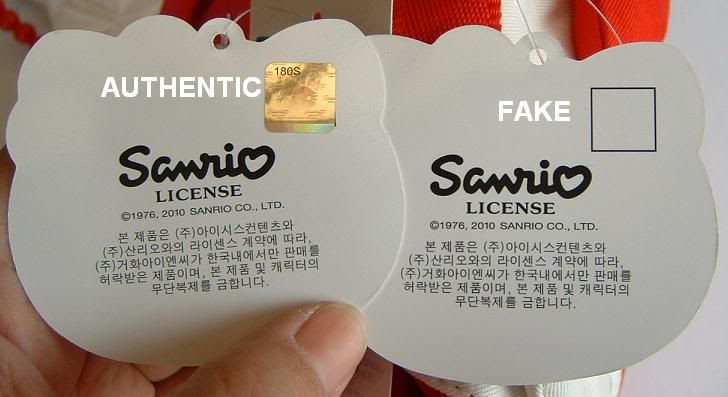 AUTHENTIC
180S
Sanrio
LICENSE
©1976, 2010 SANRIO CO., LTD.
본 제품은 (주)아이시스컨텐츠와
(주)산리오와의 라이센스 계약에 따라,
(주)거화아이엔씨가 한국내에서만 판매를
허락받은 제품이며, 본 제품 및 캐릭터의
무단복제를 금합니다.
FAKE
Sanrio
LICENSE
©1976, 2010 SANRIO CO., LTD.
본 제품은 (주)아이시스컨텐츠와
(주)산리오와의 라이센스 계약에 따라,
(주)거화아이엔씨가 한국내에서만 판매를
허락받은 제품이며, 본 제품 및 캐릭터의
무단복제를 금합니다.